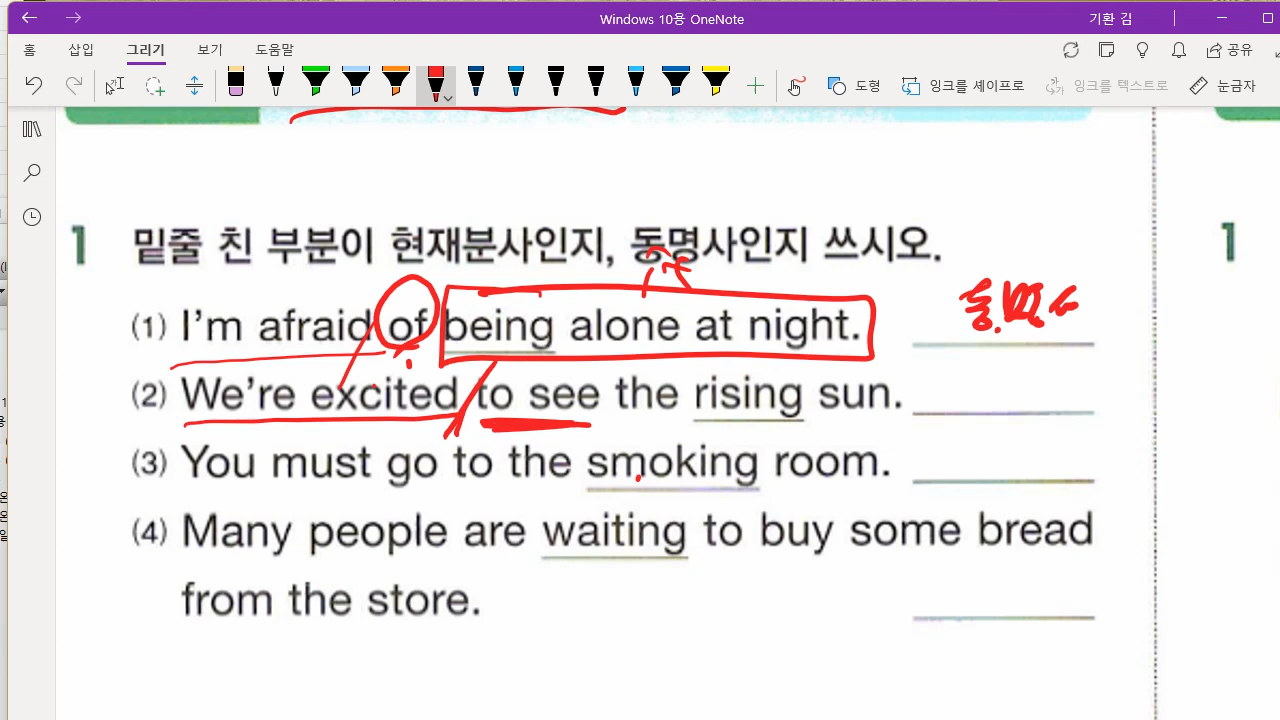 Windows 10용 OneNote
기환 김
홈 삽입 그리기 보기 도움말
공유
도형 잉크를 셰이프로 잉크를 텍스트로 눈금자
1 밑줄 친 부분이 현재분사인지, 동명사인지 쓰시오.
1
(1) I'm afraid of being alone at night. 동명사
(2) We're excited to see the rising sun.
(3) You must go to the smoking room.
(4) Many people are waiting to buy some bread
from the store.